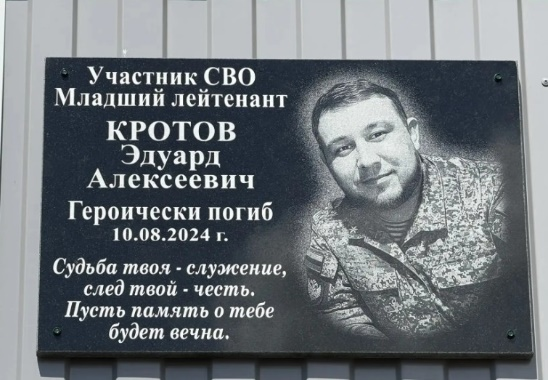 Участник СВО
Младший лейтенант
КРОТОВ
Эдуард
Алексеевич
Героически погиб
10.08.2024 г.
Судьба твоя - служение,
след твой - честь.
Пусть память о тебе
будет вечна.